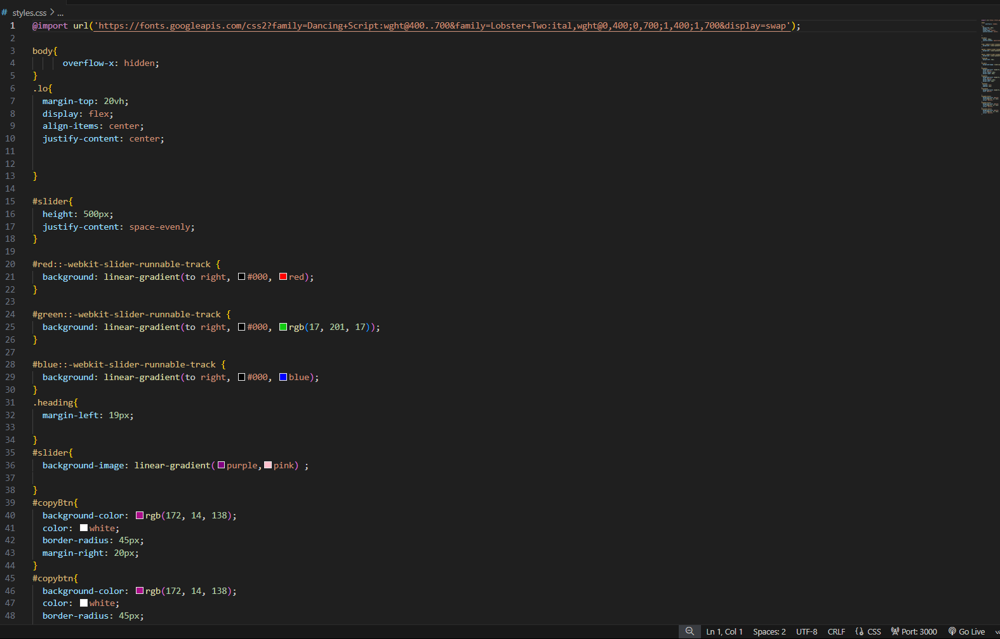 # styles.css > ...
1 @import url('https://fonts.googleapis.com/css2?family=Dancing+Script:wght@400..700&family=Lobster+Two:ital,wght@0,400;0,700;1,400;1,700&display=swap');
2
3 body{
4       overflow-x: hidden;
5 }
6 .lo{
7   margin-top: 20vh;
8   display: flex;
9   align-items: center;
10   justify-content: center;
11
12
13 }
14
15 #slider{
16   height: 500px;
17   justify-content: space-evenly;
18 }
19
20 #red::-webkit-slider-runnable-track {
21   background: linear-gradient(to right, #000, red);
22 }
23
24 #green::-webkit-slider-runnable-track {
25   background: linear-gradient(to right, #000, rgb(17, 201, 17));
26 }
27
28 #blue::-webkit-slider-runnable-track {
29   background: linear-gradient(to right, #000, blue);
30 }
31 .heading{
32   margin-left: 19px;
33
34 }
35 #slider{
36   background-image: linear-gradient(purple,pink) ;
37
38 }
39 #copyBtn{
40   background-color: rgb(172, 14, 138);
41   color: white;
42   border-radius: 45px;
43   margin-right: 20px;
44 }
45 #copybtn{
46   background-color: rgb(172, 14, 138);
47   color: white;
48   border-radius: 45px;
Ln 1, Col 1 Spaces: 2 UTF-8 CRLF {} CSS Port: 3000 Go Live